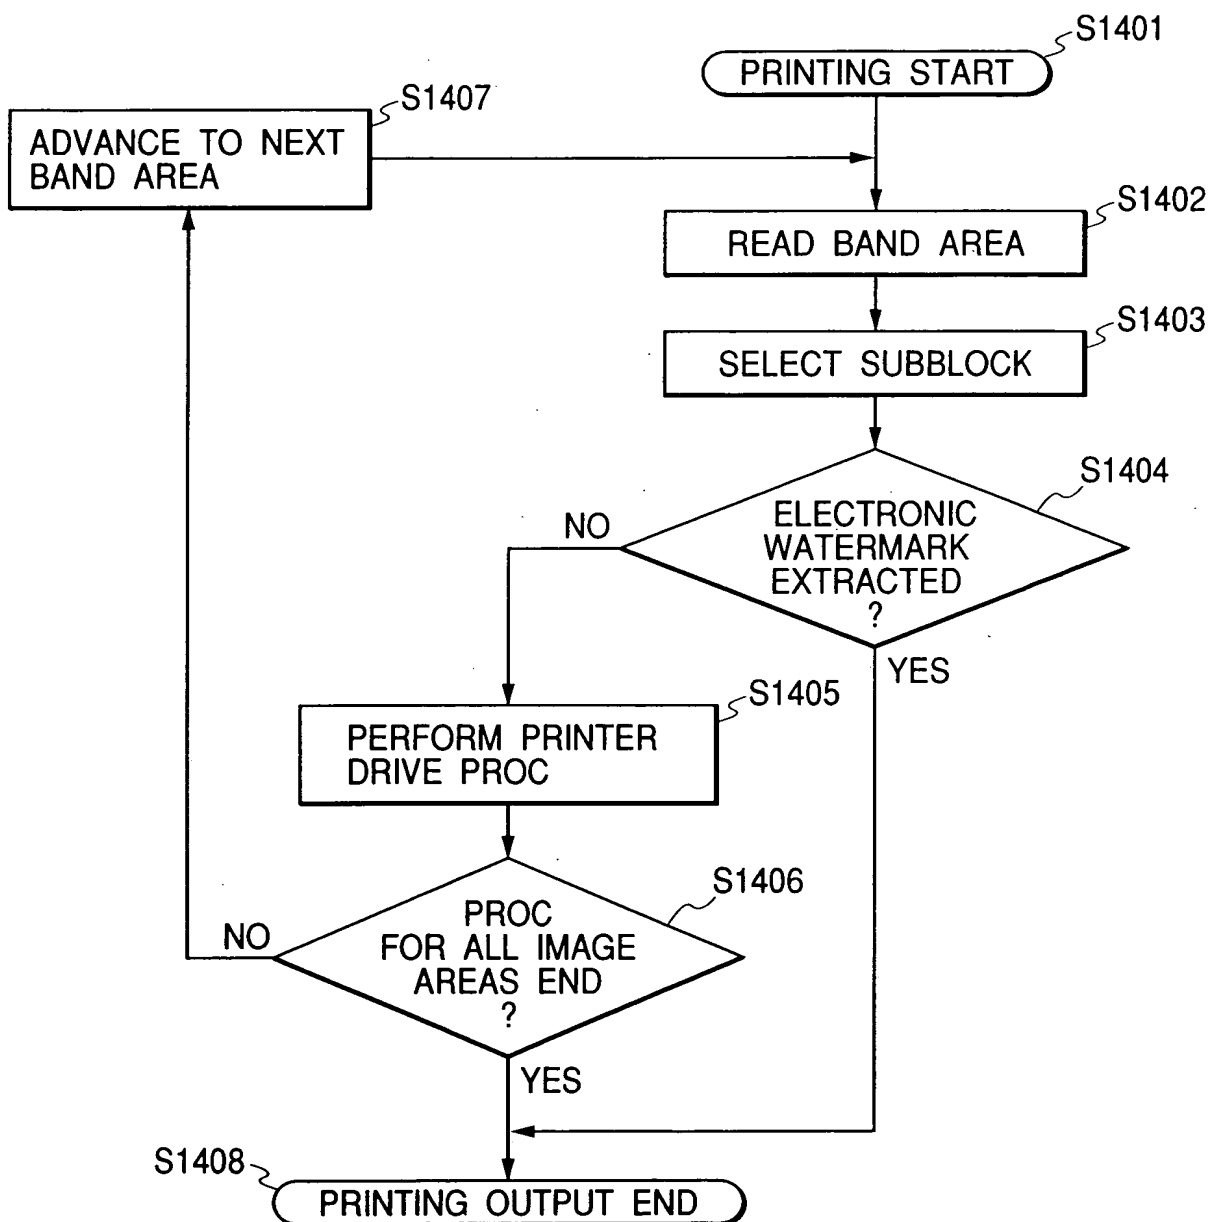 S1401
PRINTING START
S1407
ADVANCE TO NEXT
BAND AREA
S1402
READ BAND AREA
S1403
SELECT SUBBLOCK
S1404
ELECTRONIC
WATERMARK
EXTRACTED
?
NO
YES
S1405
PERFORM PRINTER
DRIVE PROC
S1406
PROC
FOR ALL IMAGE
AREAS END
?
NO
YES
S1408
PRINTING OUTPUT END